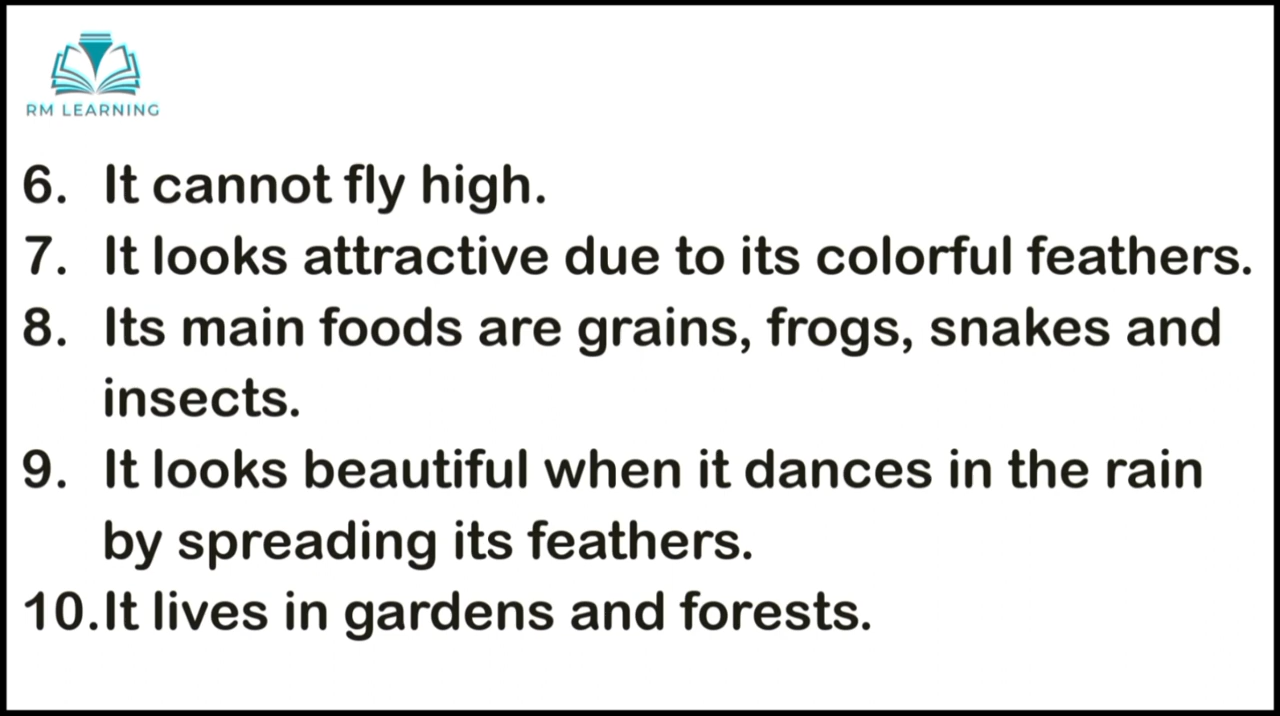 RM LEARNING
6. It cannot fly high.
7. It looks attractive due to its colorful feathers.
8. Its main foods are grains, frogs, snakes and
insects.
9. It looks beautiful when it dances in the rain
by spreading its feathers.
10.It lives in gardens and forests.